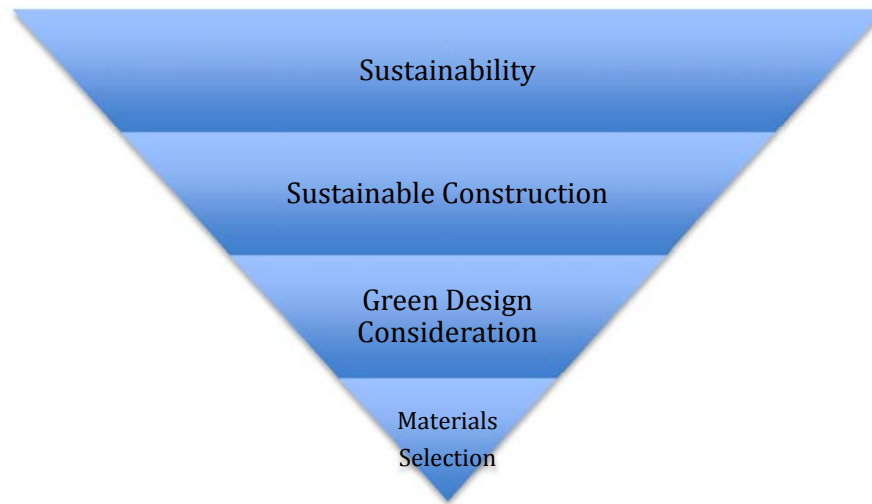 Sustainability
Sustainable Construction
Green Design
Consideration
Materials
Selection